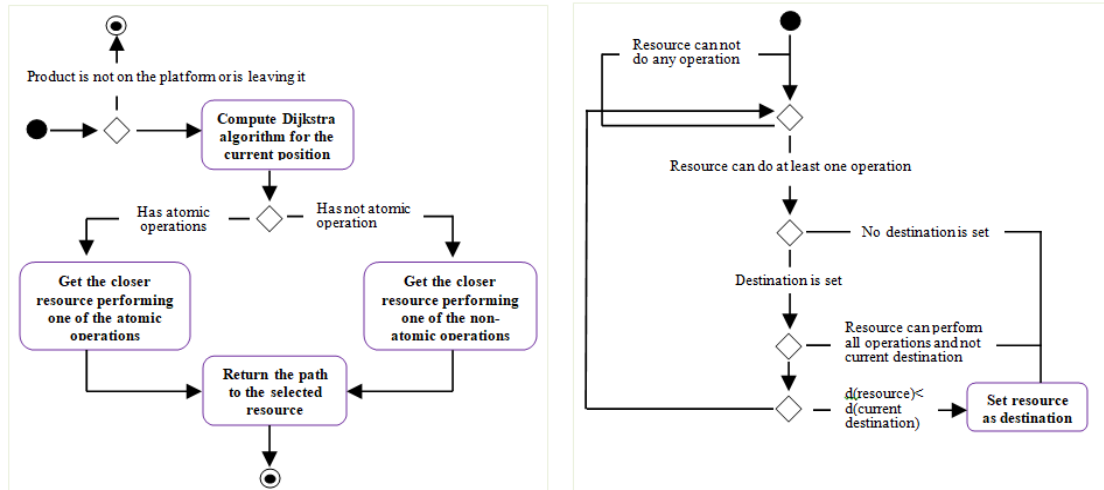 Product is not on the platform or is leaving it
Compute Dijkstra
algorithm for the
current position
Has atomic
operations
Has not atomic
operation
Get the closer
resource performing
one of the atomic
operations
Get the closer
resource performing
one of the non-
atomic operations
Return the path
to the selected
resource
Resource can not
do any operation
Resource can do at least one operation
No destination is set
Destination is set
Resource can perform
all operations and not
current destination
d(resource)<
d(current
destination)
Set resource
as destination